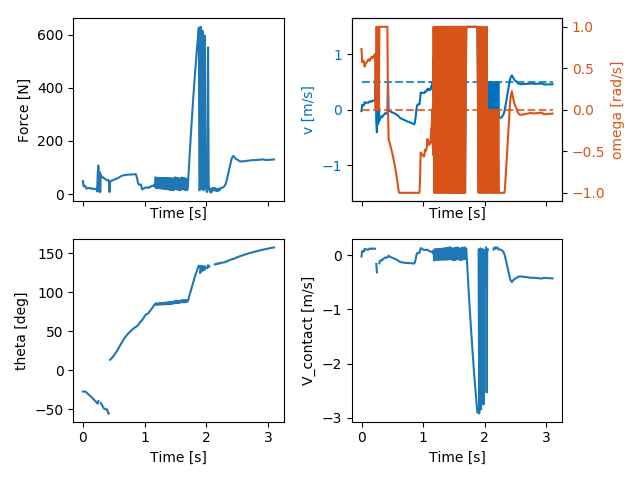 600
400
200
0
Force [N]
Time [s]
1
0
−1
v [m/s]
1.0
0.5
0.0
−0.5
−1.0
omega [rad/s]
Time [s]
150
100
50
0
−50
theta [deg]
0 1 2 3
Time [s]
0
−1
−2
−3
V_contact [m/s]
0 1 2 3
Time [s]